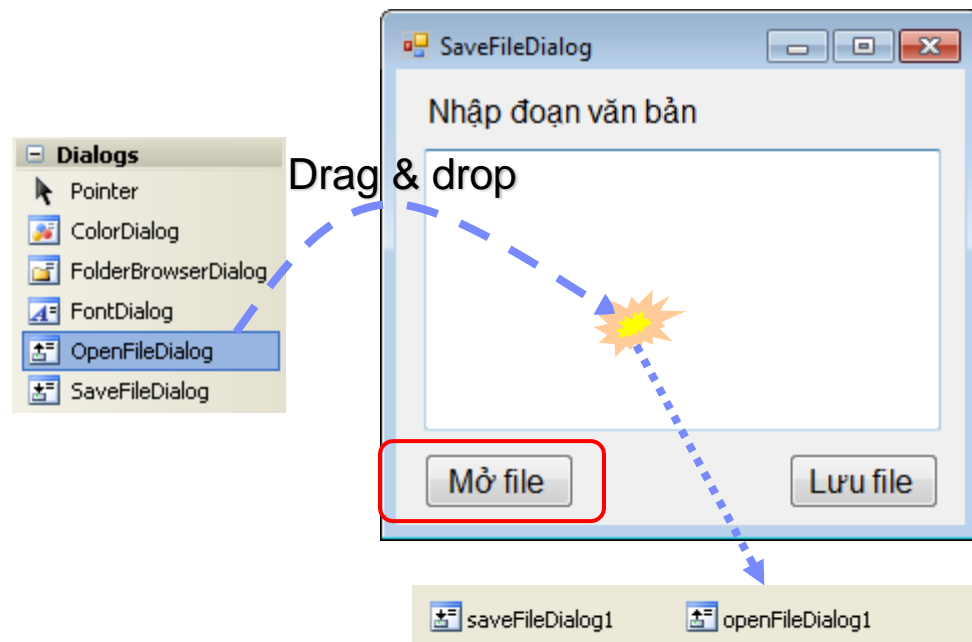 SaveFileDialog
Nhập đoạn văn bản
Dialogs
Pointer
ColorDialog
FolderBrowserDialog
FontDialog
OpenFileDialog
SaveFileDialog
Drag & drop
Mở file
Lưu file
saveFileDialog1
openFileDialog1